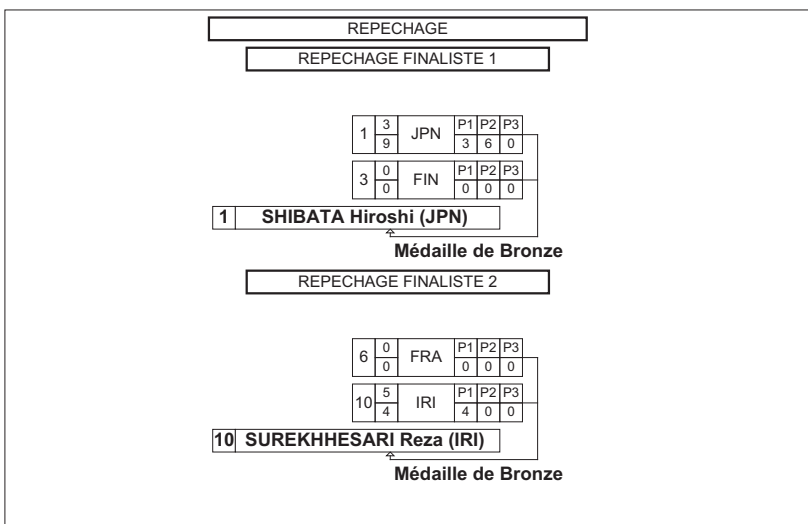 REPECHAGE
REPECHAGE FINALISTE 1
3 P1 P2 P3
1 JPN
9 3 6 0
0 P1 P2 P3
3 FIN
0 0 0 0
1 SHIBATA Hiroshi (JPN)
Médaille de Bronze
REPECHAGE FINALISTE 2
0 P1 P2 P3
6 FRA
0 0 0 0
5 P1 P2 P3
10 IRI
4 4 0 0
10 SUREKHHESARI Reza (IRI)
Médaille de Bronze